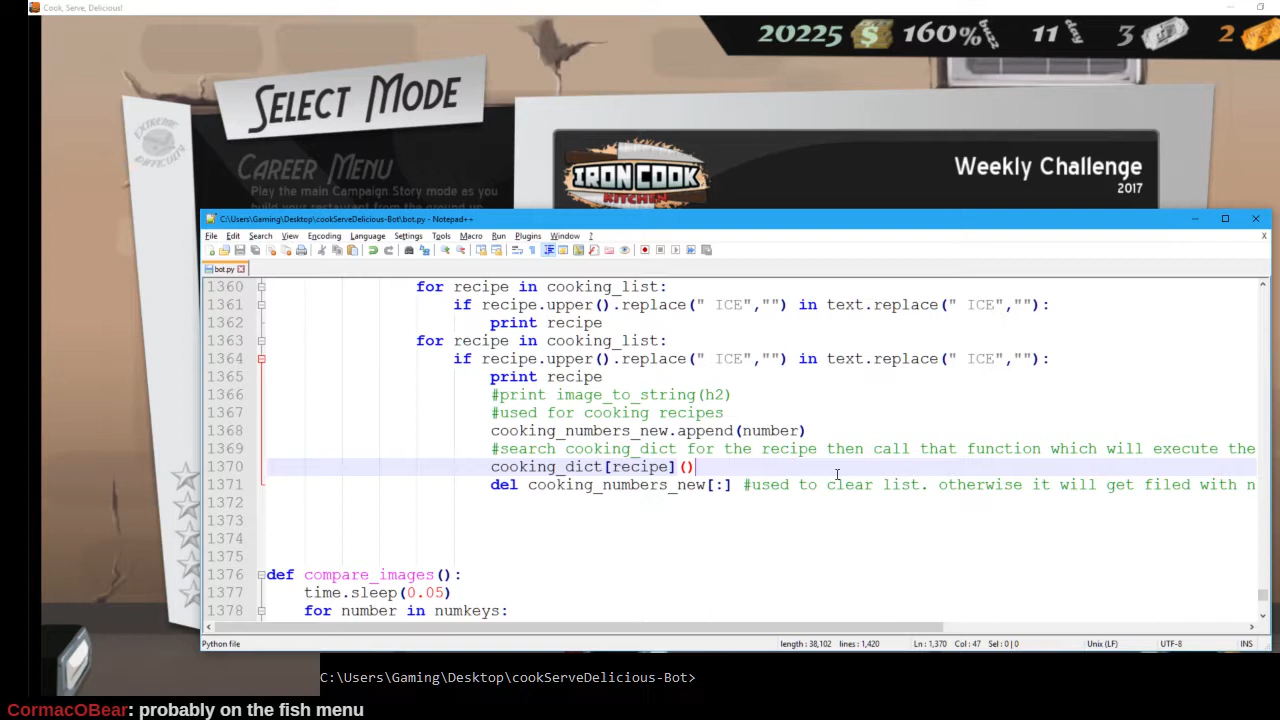 Cook, Serve, Delicious!
20225 $ 160% buzz 11 day 3 2
SELECT MODE
EXTREME DIFFICULTY
CAREER MENU
Play the main Campaign Story mode as you
IRON COOK
KITCHEN
Weekly Challenge
2017
C:\Users\Gaming\Desktop\cookServeDelicious-Bot\bot.py - Notepad++
File Edit Search View Encoding Language Settings Tools Macro Run Plugins Window ? X
bot.py
1360 for recipe in cooking_list:
1361 if recipe.upper().replace(" ICE","") in text.replace(" ICE",""):
1362 print recipe
1363 for recipe in cooking_list:
1364 if recipe.upper().replace(" ICE","") in text.replace(" ICE",""):
1365 print recipe
1366 #print image_to_string(h2)
1367 #used for cooking recipes
1368 cooking_numbers_new.append(number)
1369 #search cooking_dict for the recipe then call that function which will execute the
1370 cooking_dict[recipe]()
1371 del cooking_numbers_new[:] #used to clear list. otherwise it will get filed with n
1372
1373
1374
1375
1376 def compare_images():
1377 time.sleep(0.05)
1378 for number in numkeys:
Python file length : 38,102 lines : 1,420 Ln : 1,370 Col : 47 Sel : 0 | 0 Unix (LF) UTF-8 INS
C:\Users\Gaming\Desktop\cookServeDelicious-Bot>
CormacOBear: probably on the fish menu